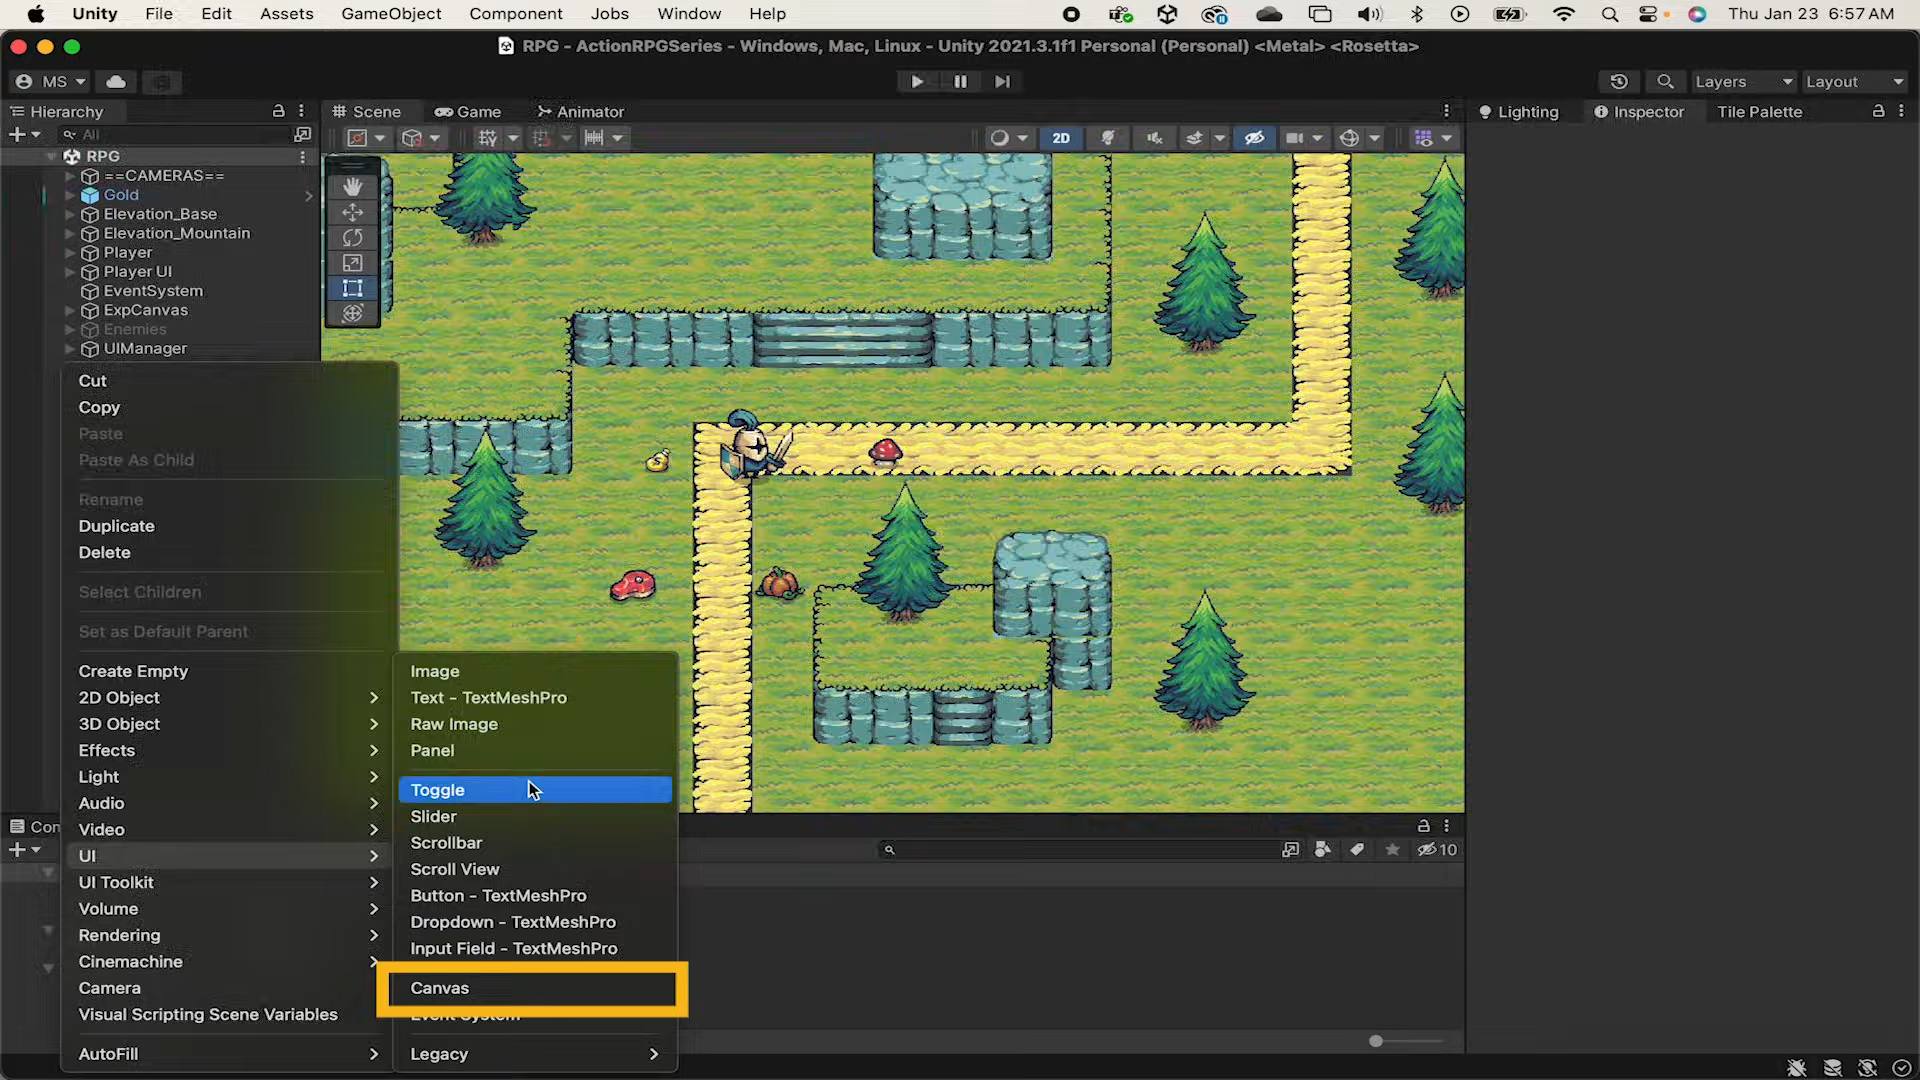 Unity File Edit Assets GameObject Component Jobs Window Help Thu Jan 23 6:57 AM
RPG - ActionRPGSeries - Windows, Mac, Linux - Unity 2021.3.1f1 Personal (Personal) <Metal> <Rosetta>
MS Layers Layout
Hierarchy Scene Game Animator Lighting Inspector Tile Palette
All 2D
RPG
==CAMERAS==
Gold
Elevation_Base
Elevation_Mountain
Player
Player UI
EventSystem
ExpCanvas
Enemies
UIManager
Cut
Copy
Paste
Paste As Child
Rename
Duplicate
Delete
Select Children
Set as Default Parent
Create Empty
2D Object
3D Object
Effects
Light
Audio
Video
UI
UI Toolkit
Volume
Rendering
Cinemachine
Camera
Visual Scripting Scene Variables
AutoFill
Image
Text - TextMeshPro
Raw Image
Panel
Toggle
Slider
Scrollbar
Scroll View
Button - TextMeshPro
Dropdown - TextMeshPro
Input Field - TextMeshPro
Canvas
Event System
Legacy
Con
10